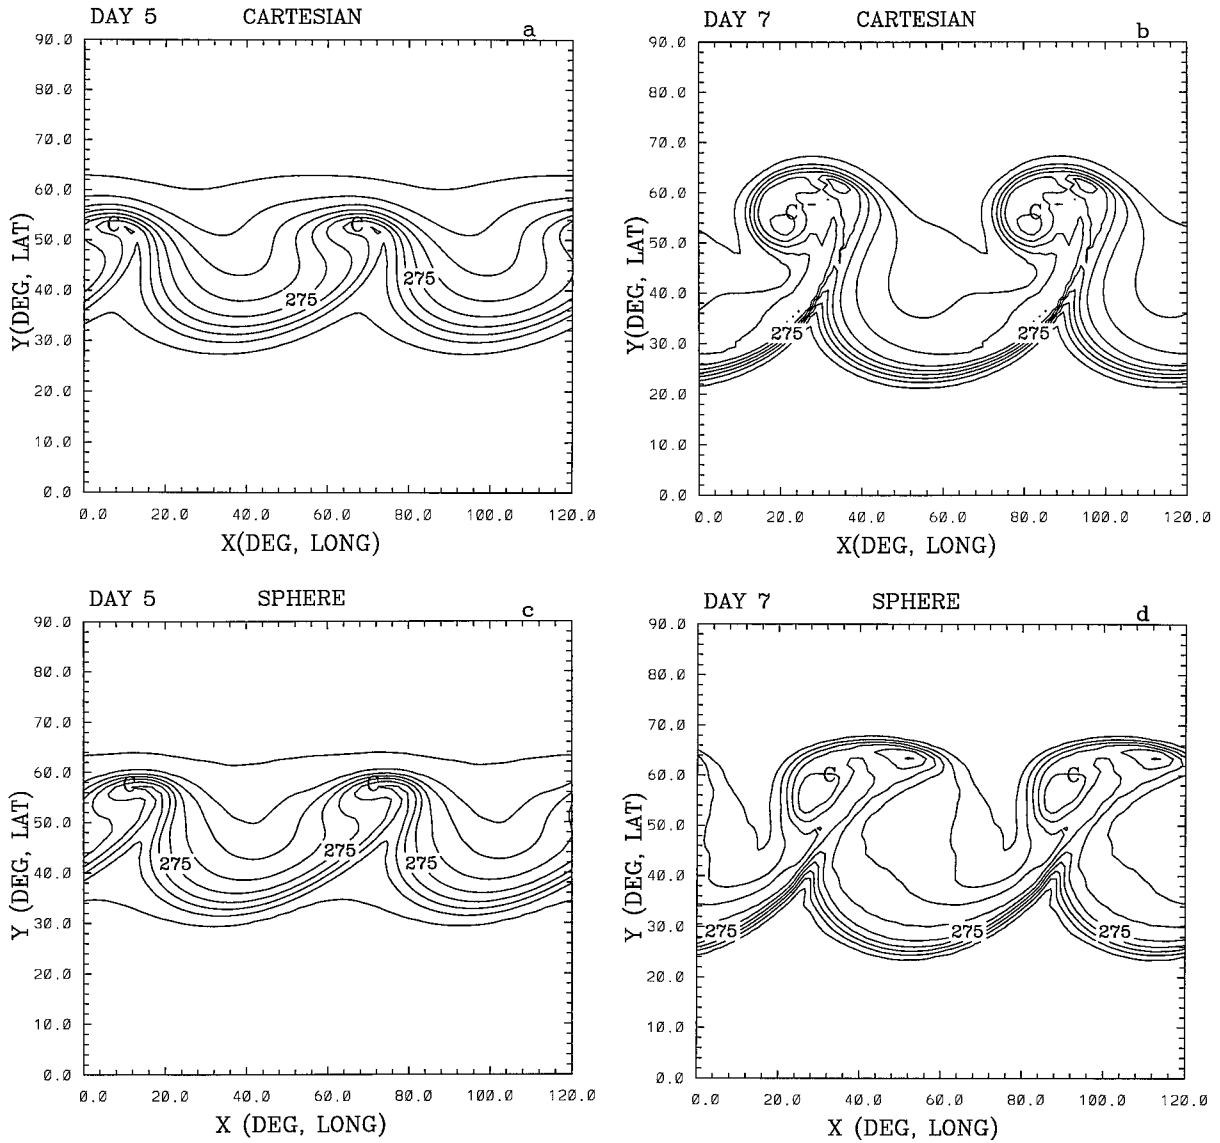 DAY 5 CARTESIAN a
90.0
80.0
70.0
60.0
50.0
40.0
30.0
20.0
10.0
0.0
Y(DEG, LAT)
C C
275 275
0.0 20.0 40.0 60.0 80.0 100.0 120.0
X(DEG, LONG)
DAY 7 CARTESIAN b
90.0
80.0
70.0
60.0
50.0
40.0
30.0
20.0
10.0
0.0
Y(DEG, LAT)
C C
275 275
0.0 20.0 40.0 60.0 80.0 100.0 120.0
X(DEG, LONG)
DAY 5 SPHERE c
90.0
80.0
70.0
60.0
50.0
40.0
30.0
20.0
10.0
0.0
Y (DEG, LAT)
C C
275 275 275
0.0 20.0 40.0 60.0 80.0 100.0 120.0
X (DEG, LONG)
DAY 7 SPHERE d
90.0
80.0
70.0
60.0
50.0
40.0
30.0
20.0
10.0
0.0
Y (DEG, LAT)
C C
275 275 275
0.0 20.0 40.0 60.0 80.0 100.0 120.0
X (DEG, LONG)